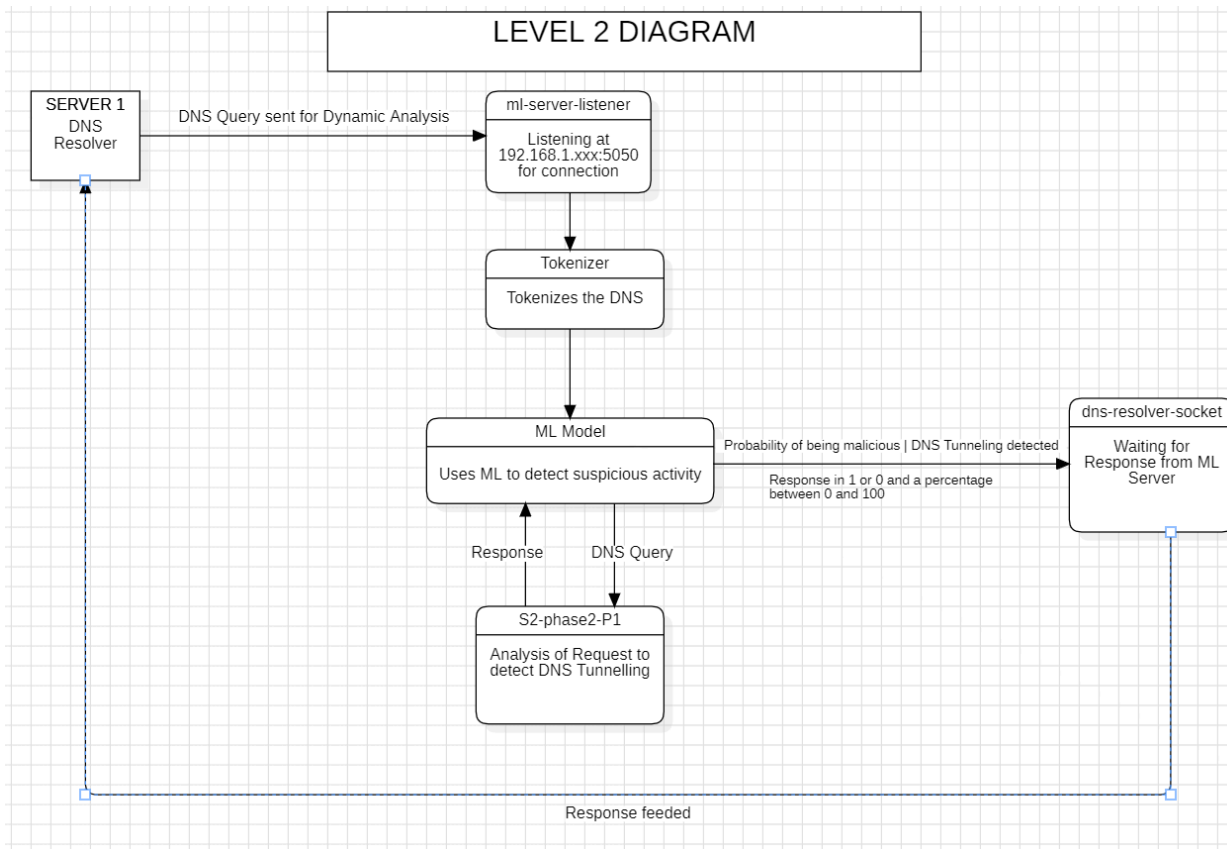 LEVEL 2 DIAGRAM
SERVER 1
DNS
Resolver
DNS Query sent for Dynamic Analysis
ml-server-listener
Listening at
192.168.1.xxx:5050
for connection
Tokenizer
Tokenizes the DNS
ML Model
Uses ML to detect suspicious activity
Probability of being malicious | DNS Tunneling detected
Response in 1 or 0 and a percentage
between 0 and 100
dns-resolver-socket
Waiting for
Response from ML
Server
Response
DNS Query
S2-phase2-P1
Analysis of Request to
detect DNS Tunnelling
Response feeded